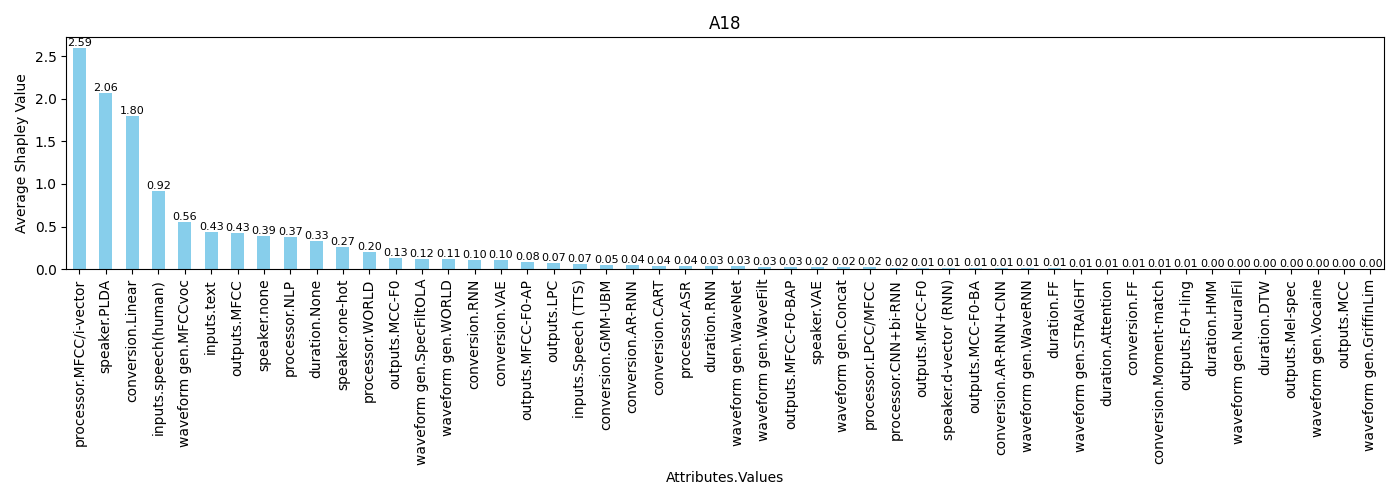 A18
Average Shapley Value
2.5
2.0
1.5
1.0
0.5
0.0
2.59 2.06 1.80 0.92 0.56 0.43 0.43 0.39 0.37 0.33 0.27 0.20 0.13 0.12 0.11 0.10 0.10 0.08 0.07 0.07 0.05 0.04 0.04 0.04 0.03 0.03 0.03 0.03 0.02 0.02 0.02 0.02 0.01 0.01 0.01 0.01 0.01 0.01 0.01 0.01 0.01 0.01 0.01 0.00 0.00 0.00 0.00 0.00 0.00 0.00
processor.MFCC/i-vector
speaker.PLDA
conversion.Linear
inputs.speech(human)
waveform gen.MFCCvoc
inputs.text
outputs.MFCC
speaker.none
processor.NLP
duration.None
speaker.one-hot
processor.WORLD
outputs.MCC-F0
waveform gen.SpecFiltOLA
waveform gen.WORLD
conversion.RNN
conversion.VAE
outputs.MFCC-F0-AP
outputs.LPC
inputs.Speech (TTS)
conversion.GMM-UBM
conversion.AR-RNN
conversion.CART
processor.ASR
duration.RNN
waveform gen.WaveNet
waveform gen.WaveFilt
outputs.MFCC-F0-BAP
speaker.VAE
waveform gen.Concat
processor.LPCC/MFCC
processor.CNN+bi-RNN
outputs.MFCC-F0
speaker.d-vector (RNN)
outputs.MCC-F0-BA
conversion.AR-RNN+CNN
waveform gen.WaveRNN
duration.FF
waveform gen.STRAIGHT
duration.Attention
conversion.FF
conversion.Moment-match
outputs.F0+ling
duration.HMM
waveform gen.NeuralFil
duration.DTW
outputs.Mel-spec
waveform gen.Vocaine
outputs.MCC
waveform gen.GriffinLim
Attributes.Values